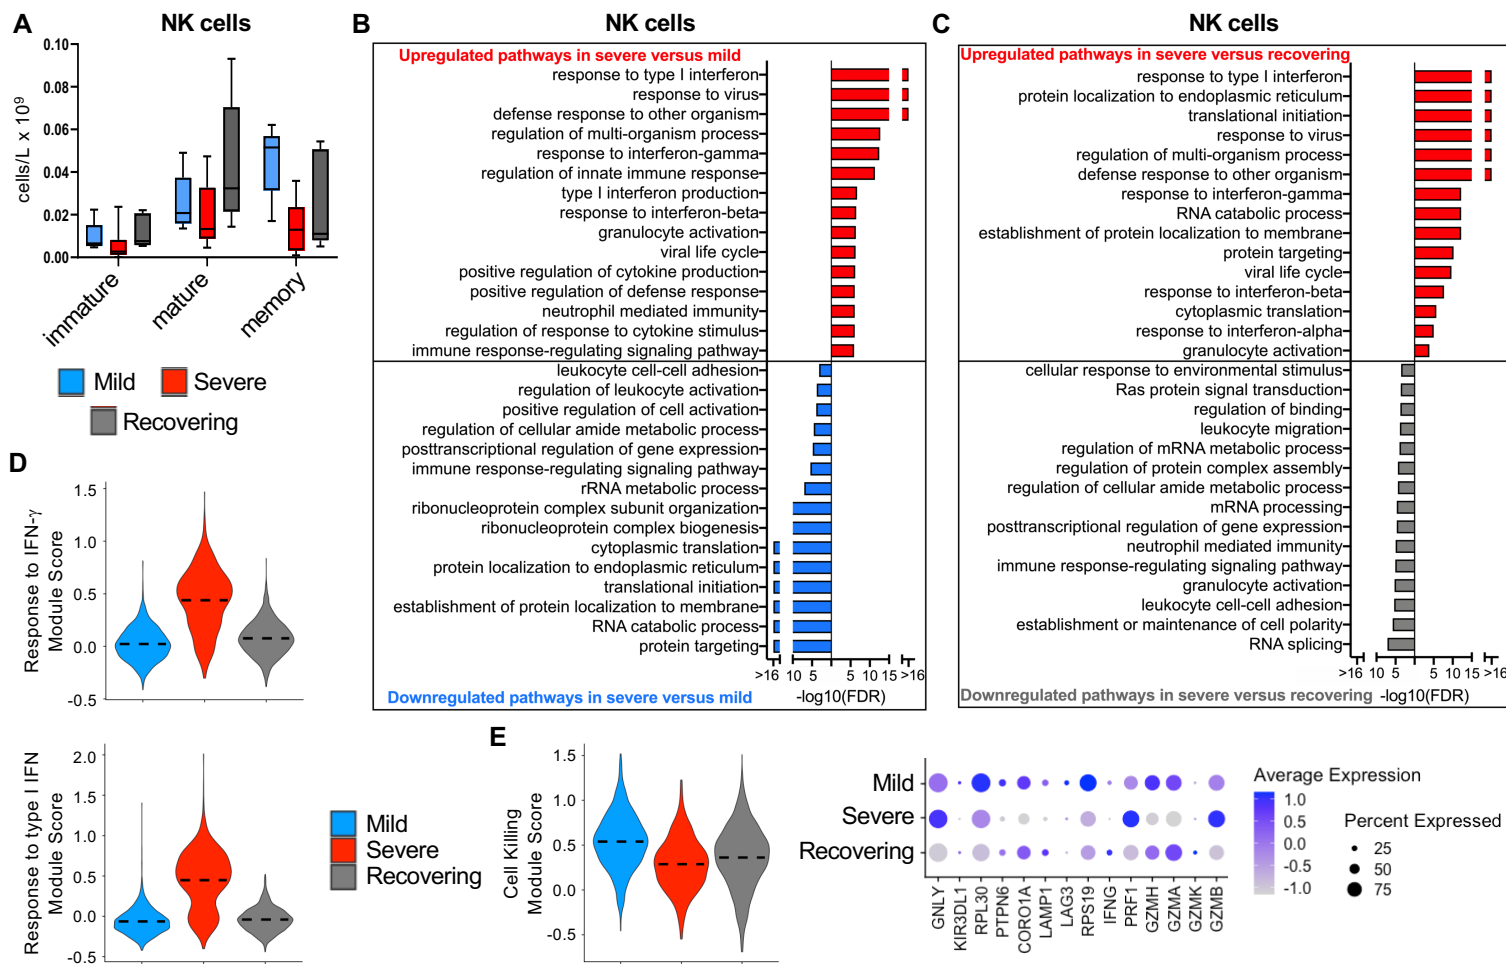 A
NK cells
cells/L x 10⁹
0.10
0.08
0.06
0.04
0.02
0.00
immature
mature
memory
Mild
Severe
Recovering
B
NK cells
Upregulated pathways in severe versus mild
response to type I interferon
response to virus
defense response to other organism
regulation of multi-organism process
response to interferon-gamma
regulation of innate immune response
type I interferon production
response to interferon-beta
granulocyte activation
viral life cycle
positive regulation of cytokine production
positive regulation of defense response
neutrophil mediated immunity
regulation of response to cytokine stimulus
immune response-regulating signaling pathway
leukocyte cell-cell adhesion
regulation of leukocyte activation
positive regulation of cell activation
regulation of cellular amide metabolic process
posttranscriptional regulation of gene expression
immune response-regulating signaling pathway
rRNA metabolic process
ribonucleoprotein complex subunit organization
ribonucleoprotein complex biogenesis
cytoplasmic translation
protein localization to endoplasmic reticulum
translational initiation
establishment of protein localization to membrane
RNA catabolic process
protein targeting
>16 10 5 5 10 15 >16
Downregulated pathways in severe versus mild
-log10(FDR)
C
NK cells
Upregulated pathways in severe versus recovering
response to type I interferon
protein localization to endoplasmic reticulum
translational initiation
response to virus
regulation of multi-organism process
defense response to other organism
response to interferon-gamma
RNA catabolic process
establishment of protein localization to membrane
protein targeting
viral life cycle
response to interferon-beta
cytoplasmic translation
response to interferon-alpha
granulocyte activation
cellular response to environmental stimulus
Ras protein signal transduction
regulation of binding
leukocyte migration
regulation of mRNA metabolic process
regulation of protein complex assembly
regulation of cellular amide metabolic process
mRNA processing
posttranscriptional regulation of gene expression
neutrophil mediated immunity
immune response-regulating signaling pathway
granulocyte activation
leukocyte cell-cell adhesion
establishment or maintenance of cell polarity
RNA splicing
>16 10 5 5 10 15 >16
Downregulated pathways in severe versus recovering
-log10(FDR)
D
Response to IFN-γ
Module Score
1.5
1.0
0.5
0.0
-0.5
Response to type I IFN
Module Score
2.0
1.5
1.0
0.5
0.0
-0.5
Mild
Severe
Recovering
E
Cell Killing
Module Score
1.5
1.0
0.5
0.0
-0.5
Mild
Severe
Recovering
GNLY
KIR3DL1
RPL30
PTPN6
CORO1A
LAMP1
LAG3
RPS19
IFNG
PRF1
GZMH
GZMA
GZMK
GZMB
Average Expression
1.0
0.5
0.0
-0.5
-1.0
Percent Expressed
25
50
75